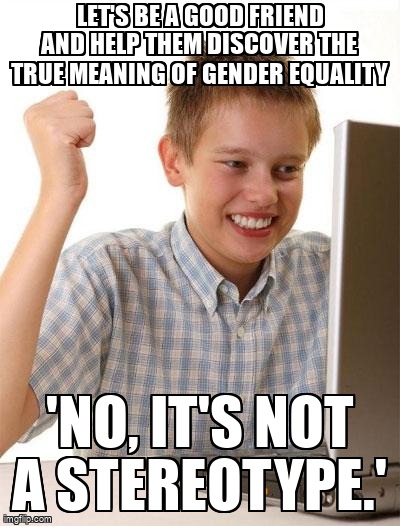 LET'S BE A GOOD FRIEND
AND HELP THEM DISCOVER THE
TRUE MEANING OF GENDER EQUALITY
'NO, IT'S NOT
A STEREOTYPE.'
imgflip.com